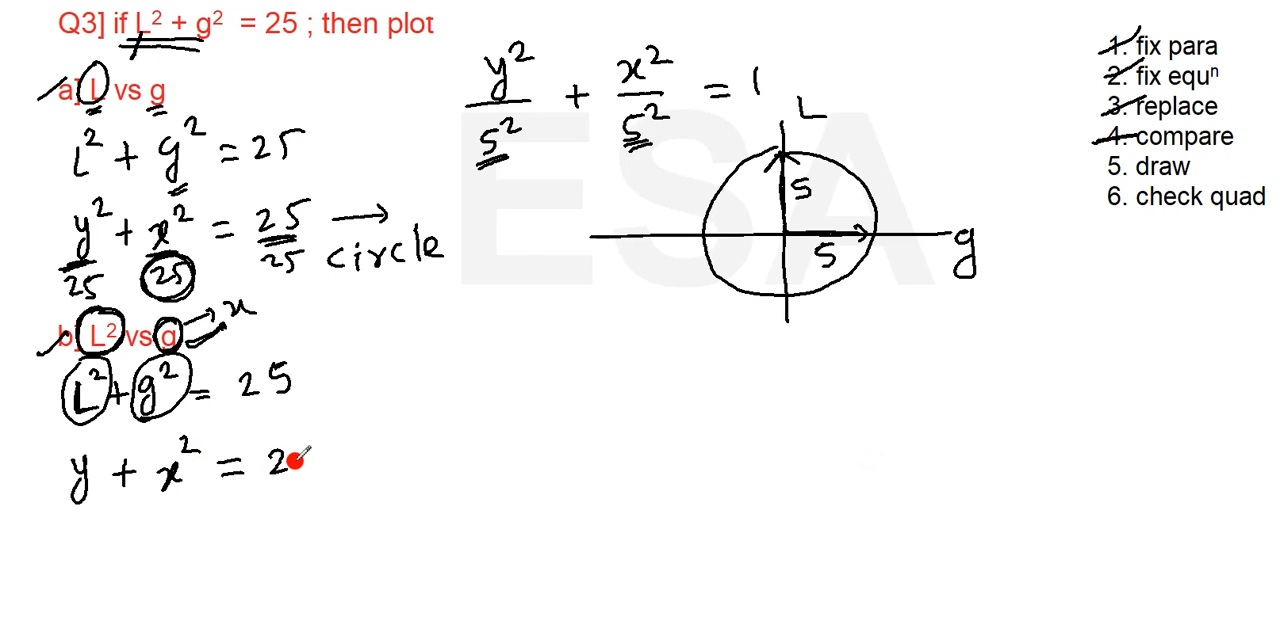 Q3] if L² + g² = 25 ; then plot
a] L vs g
L² + g² = 25
y² / 25 + x² / 25 = 25 / 25 → circle
b] L² vs g → x
L² + g² = 25
y + x² = 2
y² / 5² + x² / 5² = 1
L
5
5
g
ESA
1. fix para
2. fix equⁿ
3. replace
4. compare
5. draw
6. check quad